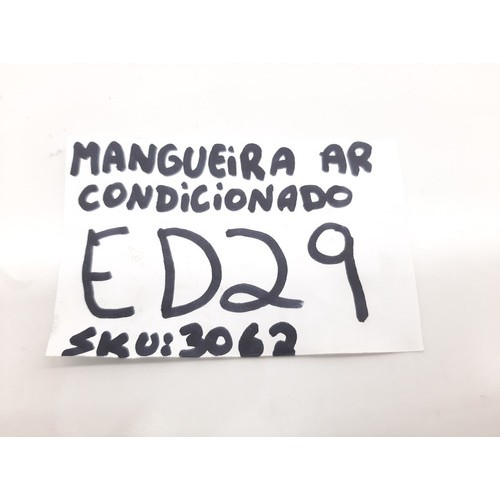 MANGUEiRA AR
CONDiCiONADO
ED29
SKU:3062